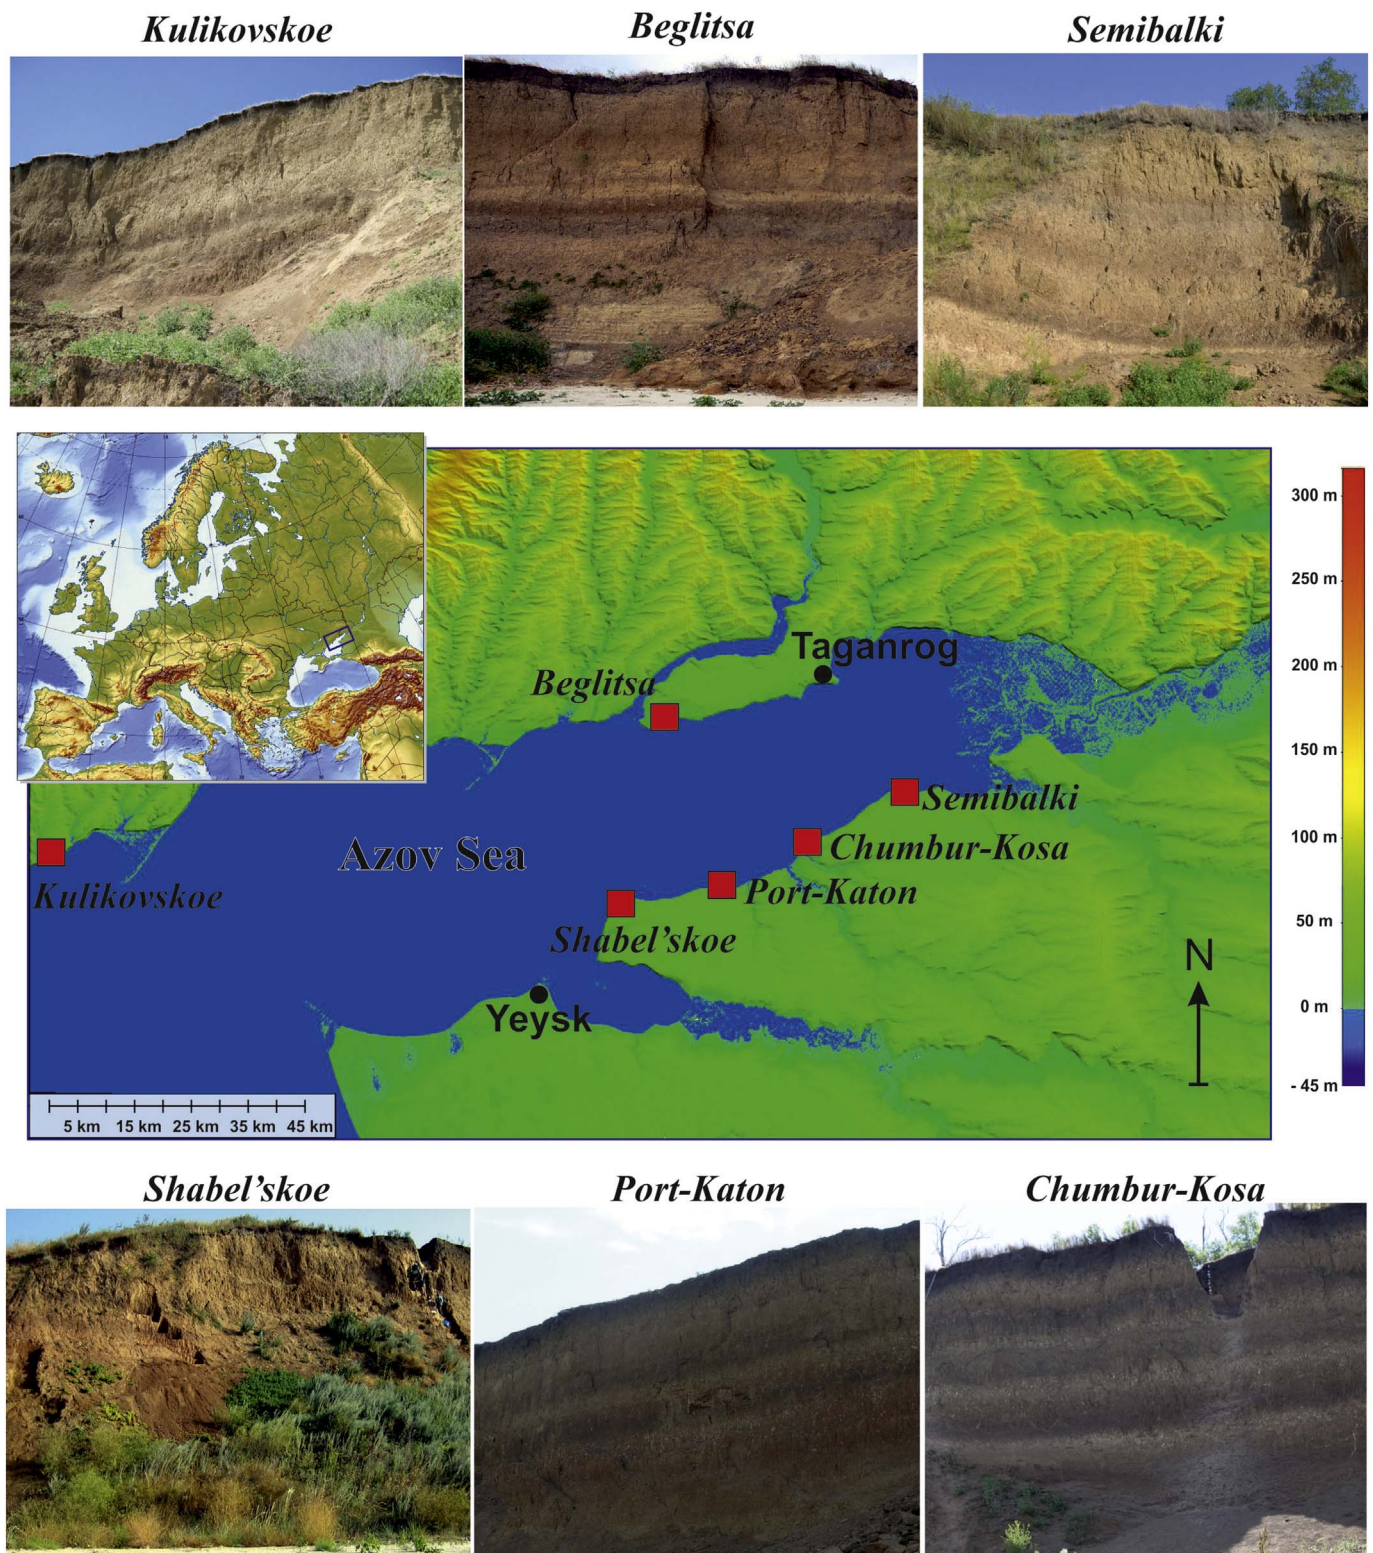 Kulikovskoe
Beglitsa
Semibalki
300 m
250 m
200 m
150 m
100 m
50 m
0 m
- 45 m
Taganrog
Beglitsa
Semibalki
Azov Sea
Chumbur-Kosa
Kulikovskoe
Port-Katon
Shabel'skoe
N
Yeysk
5 km 15 km 25 km 35 km 45 km
Shabel'skoe
Port-Katon
Chumbur-Kosa